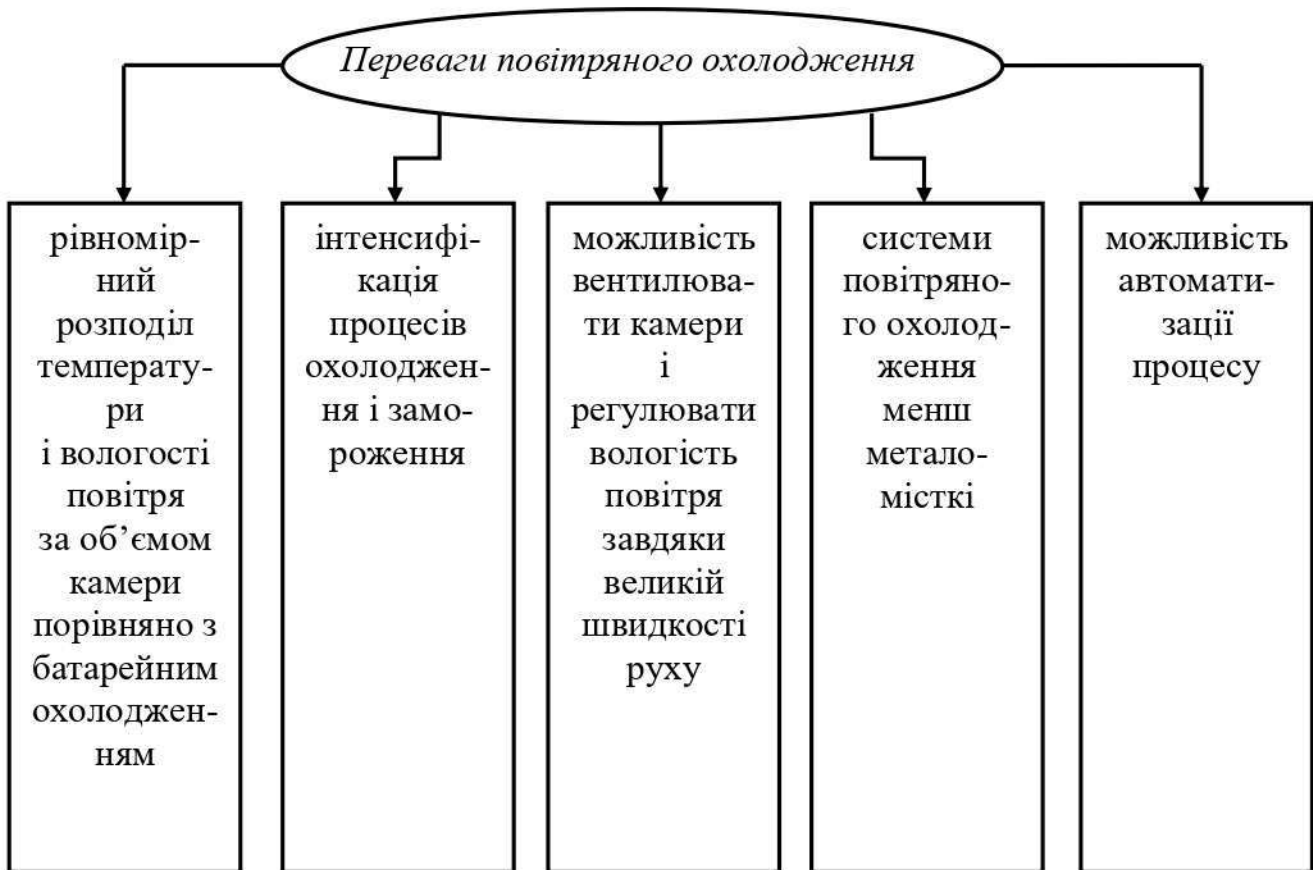 Переваги повітряного охолодження
рівномір-
ний
розподіл
температу-
ри
і вологості
повітря
за об’ємом
камери
порівняно з
батарейним
охолоджен-
ням
інтенсифі-
кація
процесів
охолоджен-
ня і замо-
роження
можливість
вентилюва-
ти камери
і
регулювати
вологість
повітря
завдяки
великій
швидкості
руху
системи
повітряно-
го охолод-
ження
менш
метало-
місткі
можливість
автомати-
зації
процесу